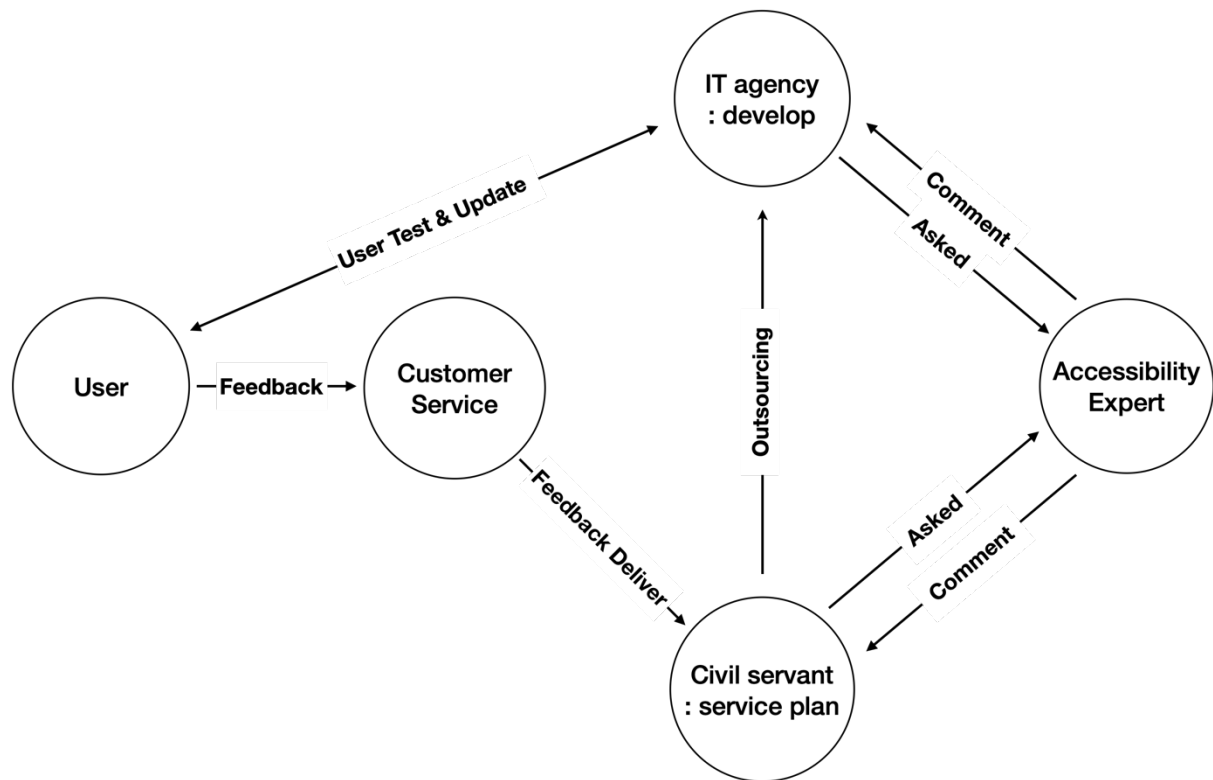 IT agency
: develop
Comment
Asked
User Test & Update
User
Feedback
Customer
Service
Outsourcing
Accessibility
Expert
Feedback Deliver
Asked
Comment
Civil servant
: service plan